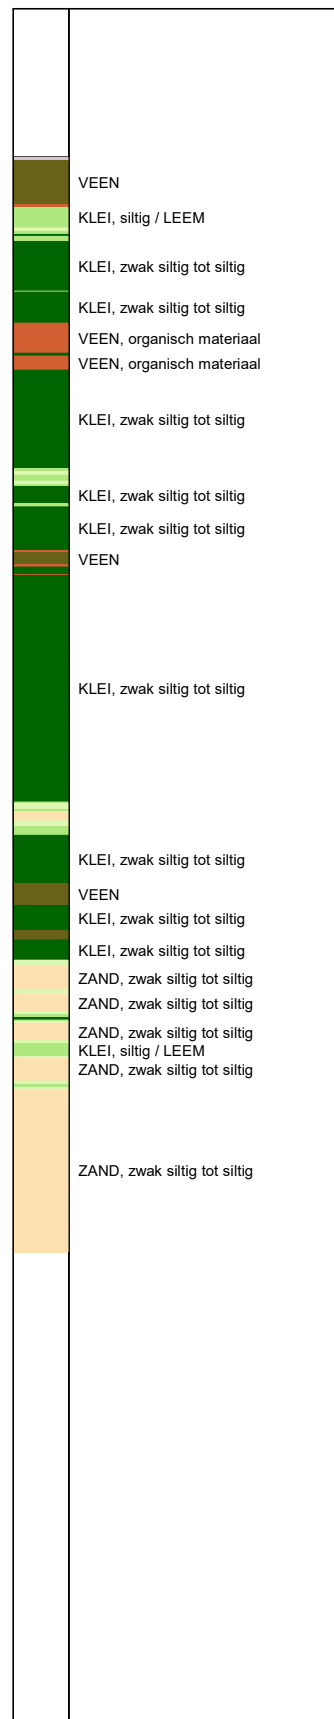 VEEN
KLEI, siltig / LEEM
KLEI, zwak siltig tot siltig
KLEI, zwak siltig tot siltig
VEEN, organisch materiaal
VEEN, organisch materiaal
KLEI, zwak siltig tot siltig
KLEI, zwak siltig tot siltig
KLEI, zwak siltig tot siltig
VEEN
KLEI, zwak siltig tot siltig
KLEI, zwak siltig tot siltig
VEEN
KLEI, zwak siltig tot siltig
KLEI, zwak siltig tot siltig
ZAND, zwak siltig tot siltig
ZAND, zwak siltig tot siltig
ZAND, zwak siltig tot siltig
KLEI, siltig / LEEM
ZAND, zwak siltig tot siltig
ZAND, zwak siltig tot siltig